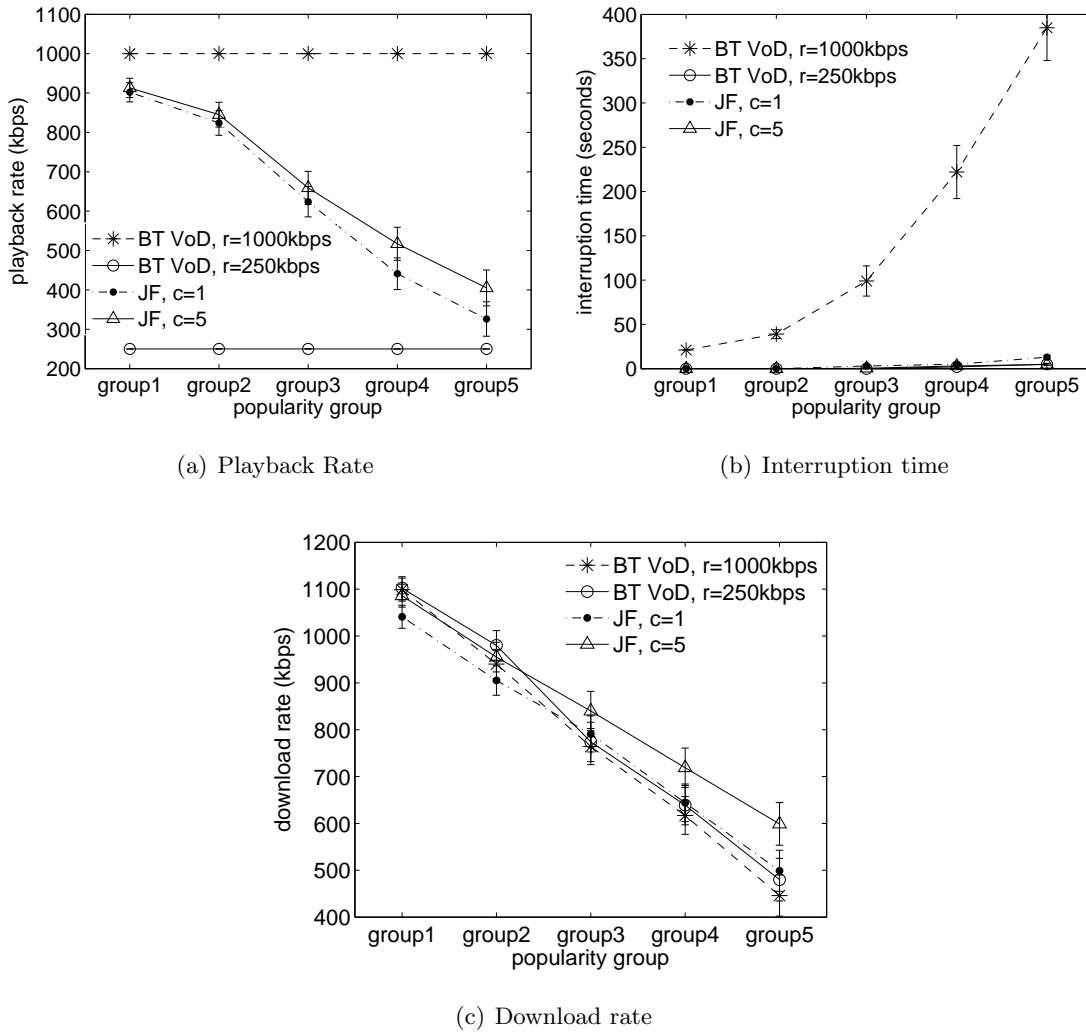 1000
900
800
700
600
500
400
300
200
playback rate (kbps)
BT VoD, r=1000kbps
BT VoD, r=250kbps
JF, c=1
JF, c=5
group1 group2 group3 group4 group5
popularity group
(a) Playback Rate
400
350
300
250
200
150
100
50
0
interruption time (seconds)
BT VoD, r=1000kbps
BT VoD, r=250kbps
JF, c=1
JF, c=5
group1 group2 group3 group4 group5
popularity group
(b) Interruption time
1200
1100
1000
900
800
700
600
500
400
download rate (kbps)
BT VoD, r=1000kbps
BT VoD, r=250kbps
JF, c=1
JF, c=5
group1 group2 group3 group4 group5
popularity group
(c) Download rate